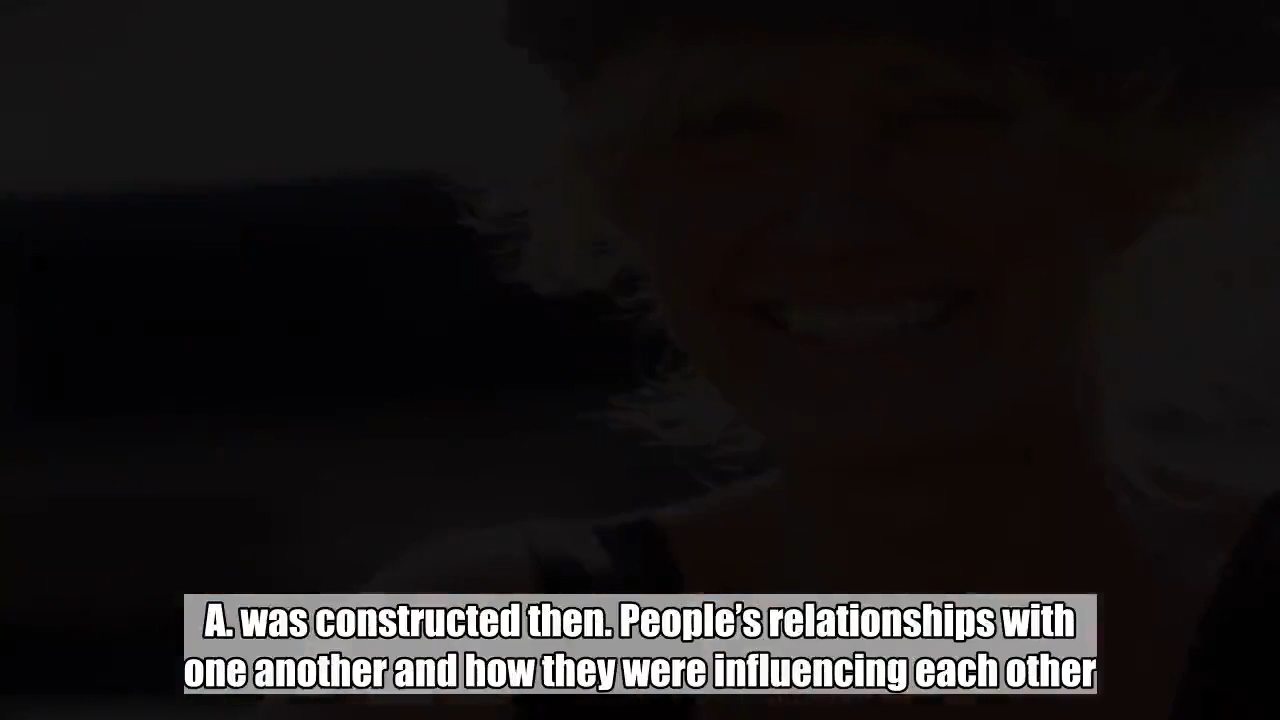 A. was constructed then. People’s relationships with
one another and how they were influencing each other